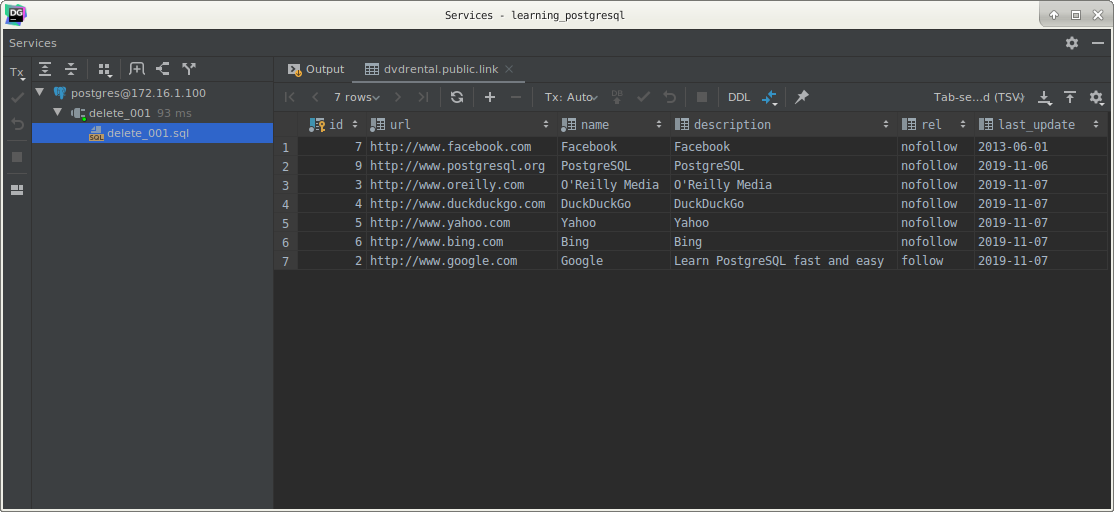 DG
Services - learning_postgresql
Services
Tx
Output
dvdrental.public.link
postgres@172.16.1.100
delete_001 93 ms
SQL delete_001.sql
7 rows
Tx: Auto
DB
DDL
Tab-se...d (TSV)
id url name description rel last_update
1 7 http://www.facebook.com Facebook Facebook nofollow 2013-06-01
2 9 http://www.postgresql.org PostgreSQL PostgreSQL nofollow 2019-11-06
3 3 http://www.oreilly.com O'Reilly Media O'Reilly Media nofollow 2019-11-07
4 4 http://www.duckduckgo.com DuckDuckGo DuckDuckGo nofollow 2019-11-07
5 5 http://www.yahoo.com Yahoo Yahoo nofollow 2019-11-07
6 6 http://www.bing.com Bing Bing nofollow 2019-11-07
7 2 http://www.google.com Google Learn PostgreSQL fast and easy follow 2019-11-07